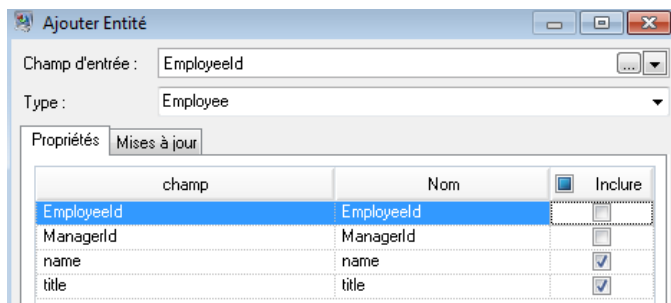 Ajouter Entité
Champ d'entrée : EmployeeId ...
Type : Employee
Propriétés Mises à jour
champ Nom Inclure
EmployeeId EmployeeId
ManagerId ManagerId
name name
title title